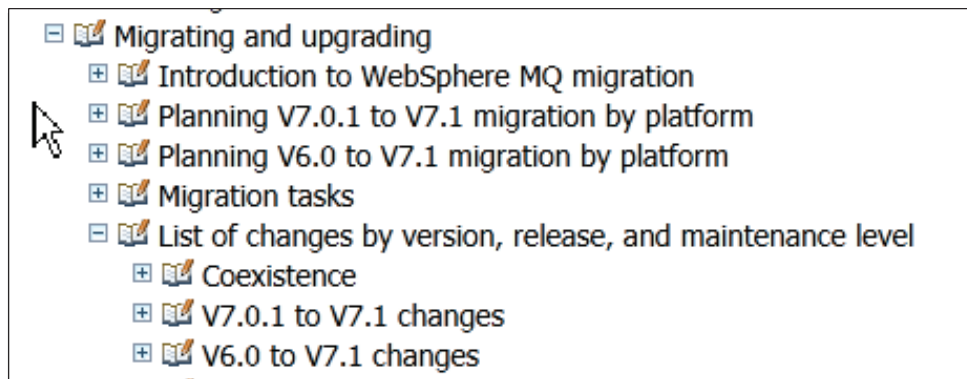 Migrating and upgrading
Introduction to WebSphere MQ migration
Planning V7.0.1 to V7.1 migration by platform
Planning V6.0 to V7.1 migration by platform
Migration tasks
List of changes by version, release, and maintenance level
Coexistence
V7.0.1 to V7.1 changes
V6.0 to V7.1 changes